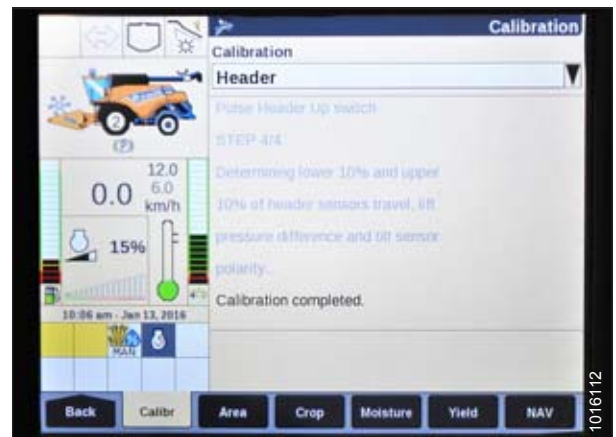 Calibration
Calibration
Header
Pulse Header Up switch
STEP 4/4
Determining lower 10% and upper
10% of header sensors travel, lift
pressure difference and tilt sensor
polarity...
Calibration completed.
2
(P)
12.0
0.0
6.0
km/h
15%
10:06 am - Jan 13, 2016
MAN
Back
Calibr
Area
Crop
Moisture
Yield
NAV
1016112